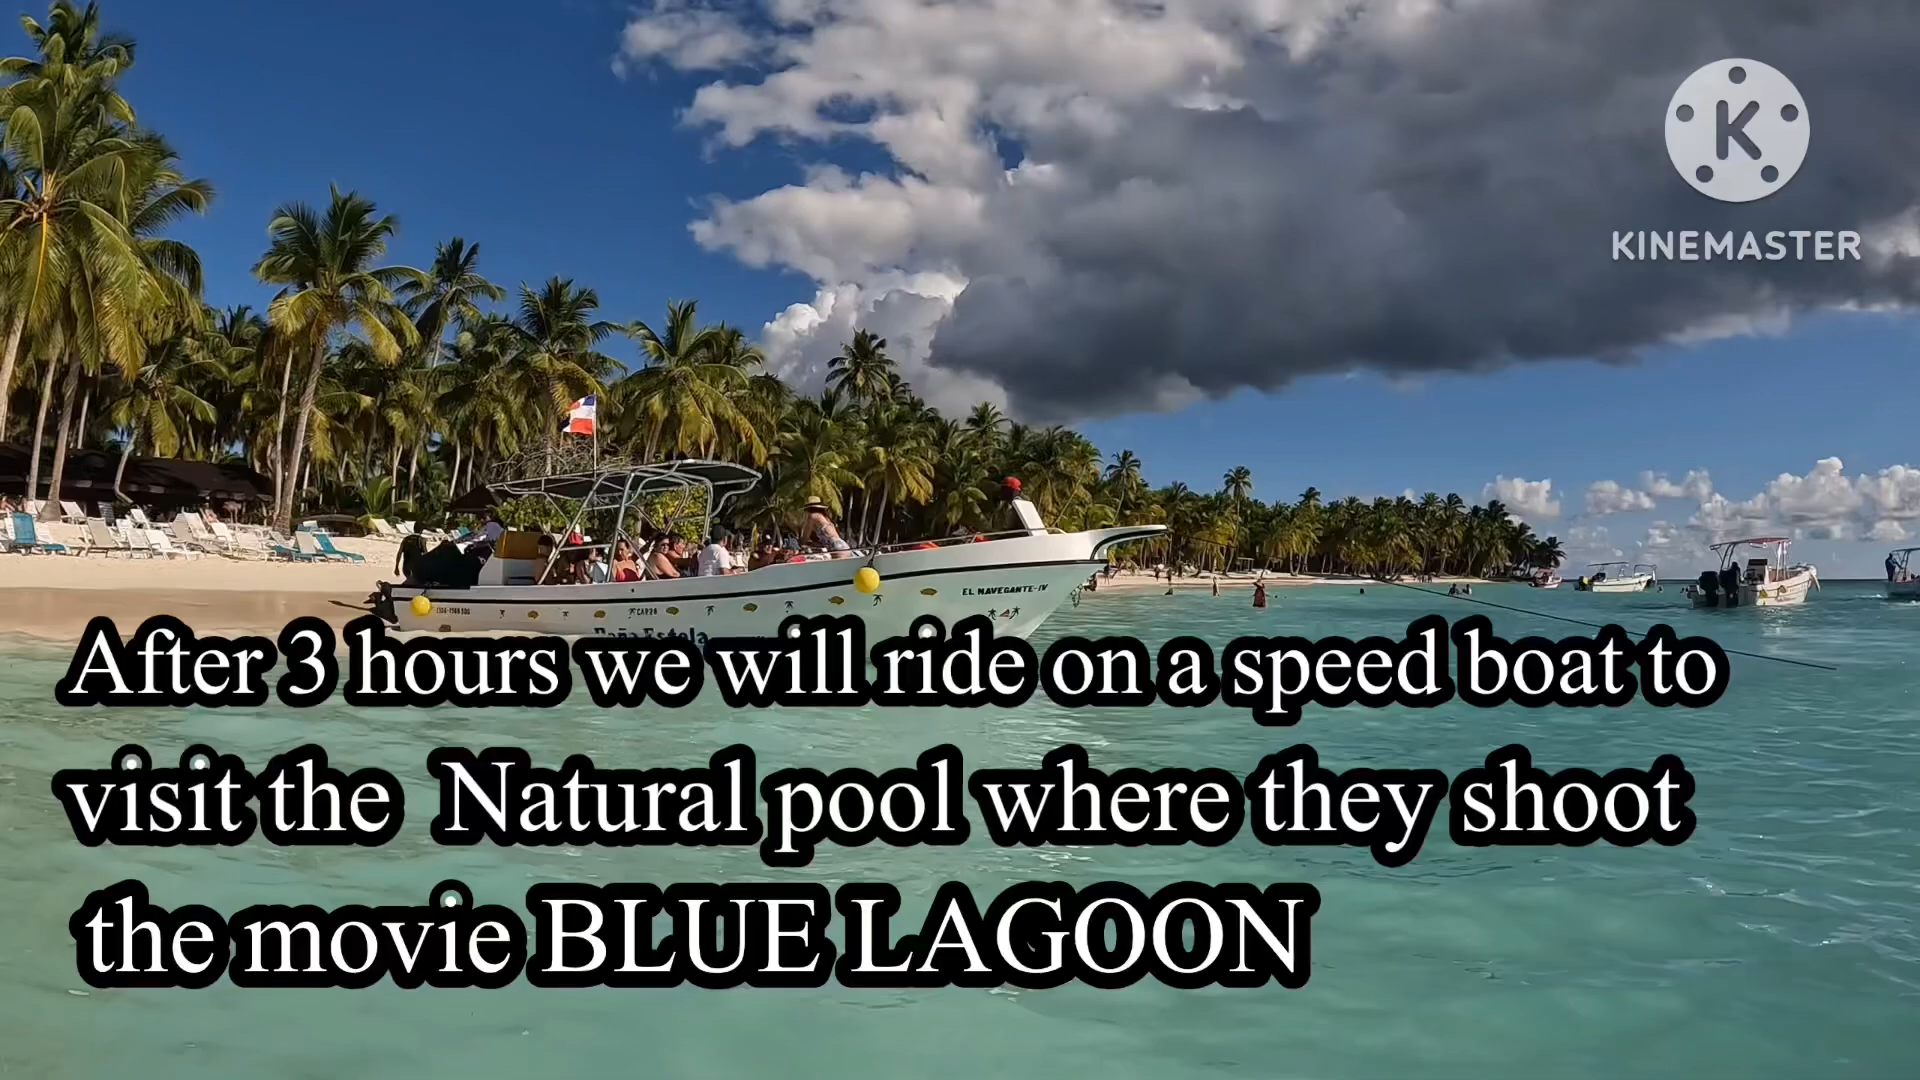 K
KINEMASTER
EL NAVEGANTE-IV
CAP28
After 3 hours we will ride on a speed boat to
visit the Natural pool where they shoot
the movie BLUE LAGOON